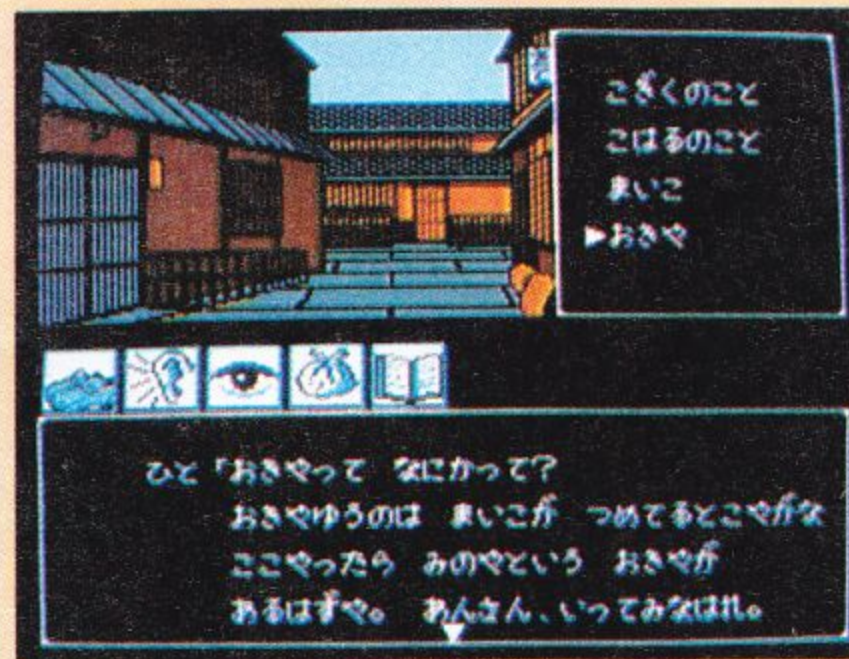 こぎくのこと
こはるのこと
まいこ
▶おきや
ひと「おきやって なにかって?
おきやゆうのは まいこが つめてるとこやがな
ここやったら みのやという おきやが
あるはずや。 あんさん、いってみなはれ。